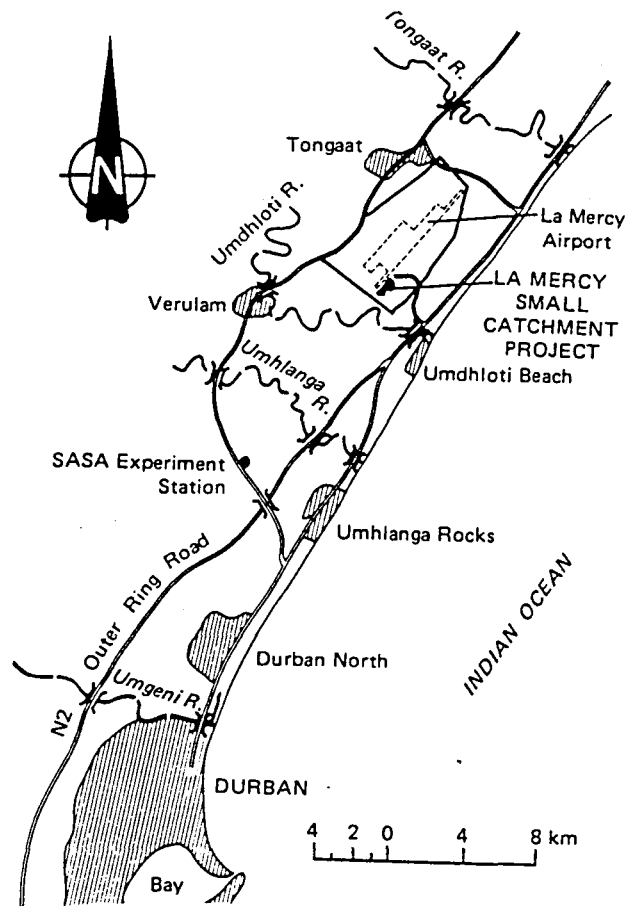 Tongaat R.
N
Tongaat
Umdhloti R.
La Mercy
Airport
LA MERCY
SMALL
CATCHMENT
PROJECT
Verulam
Umhlanga
R.
Umdhloti Beach
SASA Experiment
Station
Umhlanga Rocks
Outer Ring Road
INDIAN OCEAN
Durban North
Umgeni R.
N2
DURBAN
4 2 0 4 8 km
Bay